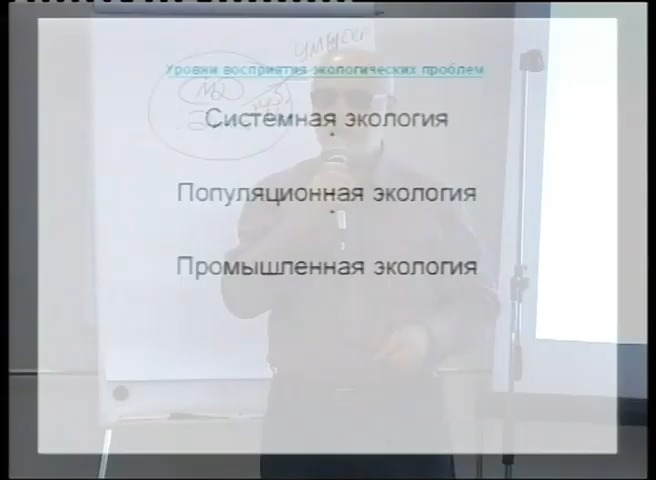 Уровни восприятия экологических проблем
Системная экология
Популяционная экология
Промышленная экология